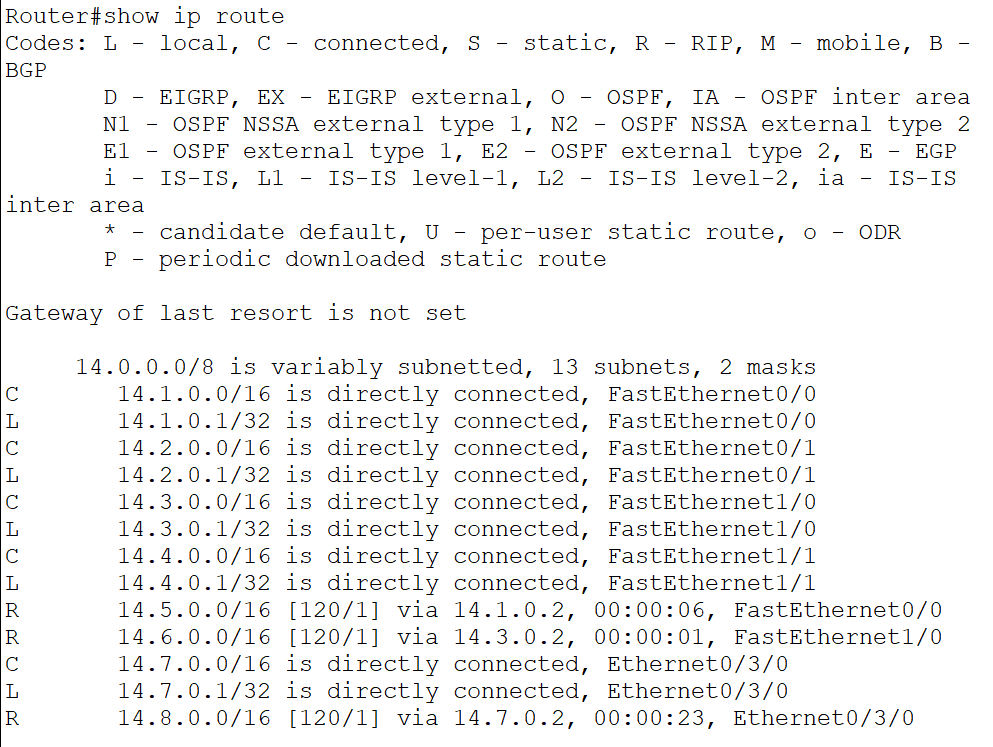 Router#show ip route
Codes: L - local, C - connected, S - static, R - RIP, M - mobile, B -
BGP
       D - EIGRP, EX - EIGRP external, O - OSPF, IA - OSPF inter area
       N1 - OSPF NSSA external type 1, N2 - OSPF NSSA external type 2
       E1 - OSPF external type 1, E2 - OSPF external type 2, E - EGP
       i - IS-IS, L1 - IS-IS level-1, L2 - IS-IS level-2, ia - IS-IS
inter area
       * - candidate default, U - per-user static route, o - ODR
       P - periodic downloaded static route

Gateway of last resort is not set

     14.0.0.0/8 is variably subnetted, 13 subnets, 2 masks
C       14.1.0.0/16 is directly connected, FastEthernet0/0
L       14.1.0.1/32 is directly connected, FastEthernet0/0
C       14.2.0.0/16 is directly connected, FastEthernet0/1
L       14.2.0.1/32 is directly connected, FastEthernet0/1
C       14.3.0.0/16 is directly connected, FastEthernet1/0
L       14.3.0.1/32 is directly connected, FastEthernet1/0
C       14.4.0.0/16 is directly connected, FastEthernet1/1
L       14.4.0.1/32 is directly connected, FastEthernet1/1
R       14.5.0.0/16 [120/1] via 14.1.0.2, 00:00:06, FastEthernet0/0
R       14.6.0.0/16 [120/1] via 14.3.0.2, 00:00:01, FastEthernet1/0
C       14.7.0.0/16 is directly connected, Ethernet0/3/0
L       14.7.0.1/32 is directly connected, Ethernet0/3/0
R       14.8.0.0/16 [120/1] via 14.7.0.2, 00:00:23, Ethernet0/3/0